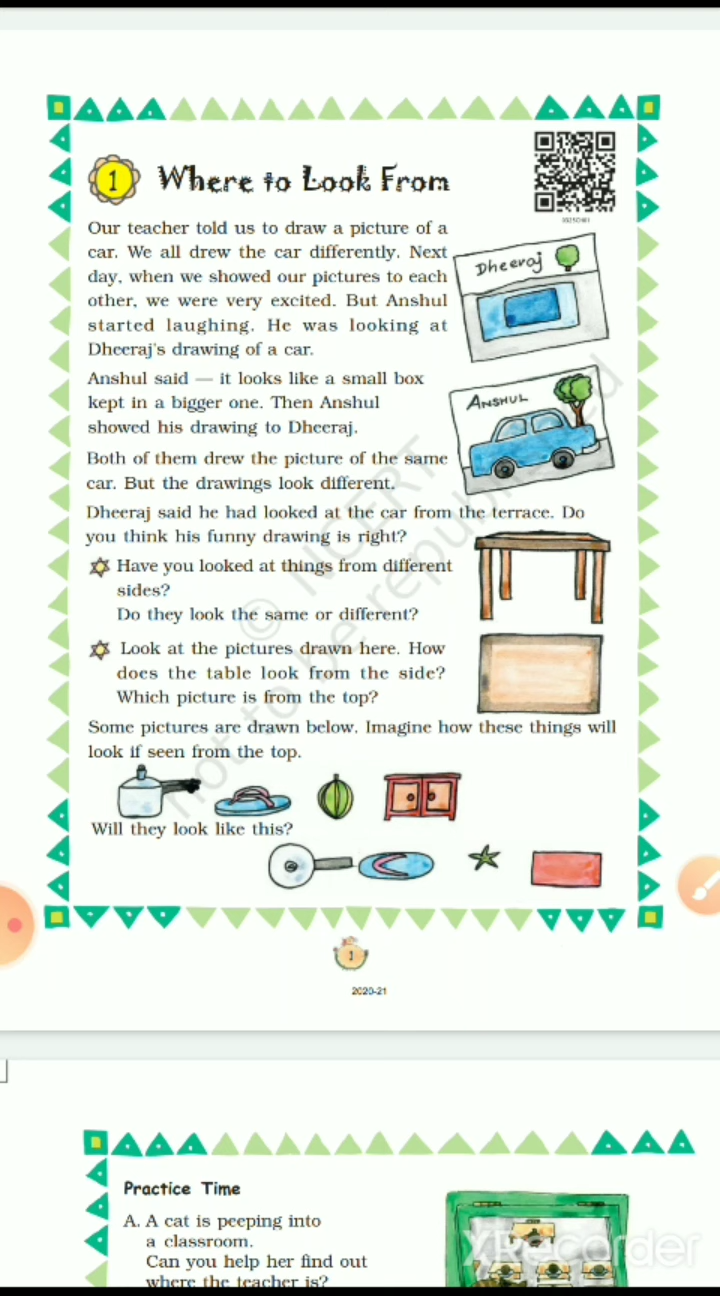 1 Where to Look From
Our teacher told us to draw a picture of a
car. We all drew the car differently. Next
day, when we showed our pictures to each
other, we were very excited. But Anshul
started laughing. He was looking at
Dheeraj's drawing of a car.
Dheeraj
Anshul said — it looks like a small box
kept in a bigger one. Then Anshul
showed his drawing to Dheeraj.
ANSHUL
Both of them drew the picture of the same
car. But the drawings look different.
Dheeraj said he had looked at the car from the terrace. Do
you think his funny drawing is right?
Have you looked at things from different
sides?
Do they look the same or different?
Look at the pictures drawn here. How
does the table look from the side?
Which picture is from the top?
Some pictures are drawn below. Imagine how these things will
look if seen from the top.
Will they look like this?
© NCERT
not to be republished
1
2020-21
Practice Time
A. A cat is peeping into
a classroom.
Can you help her find out
where the teacher is?
XRecorder